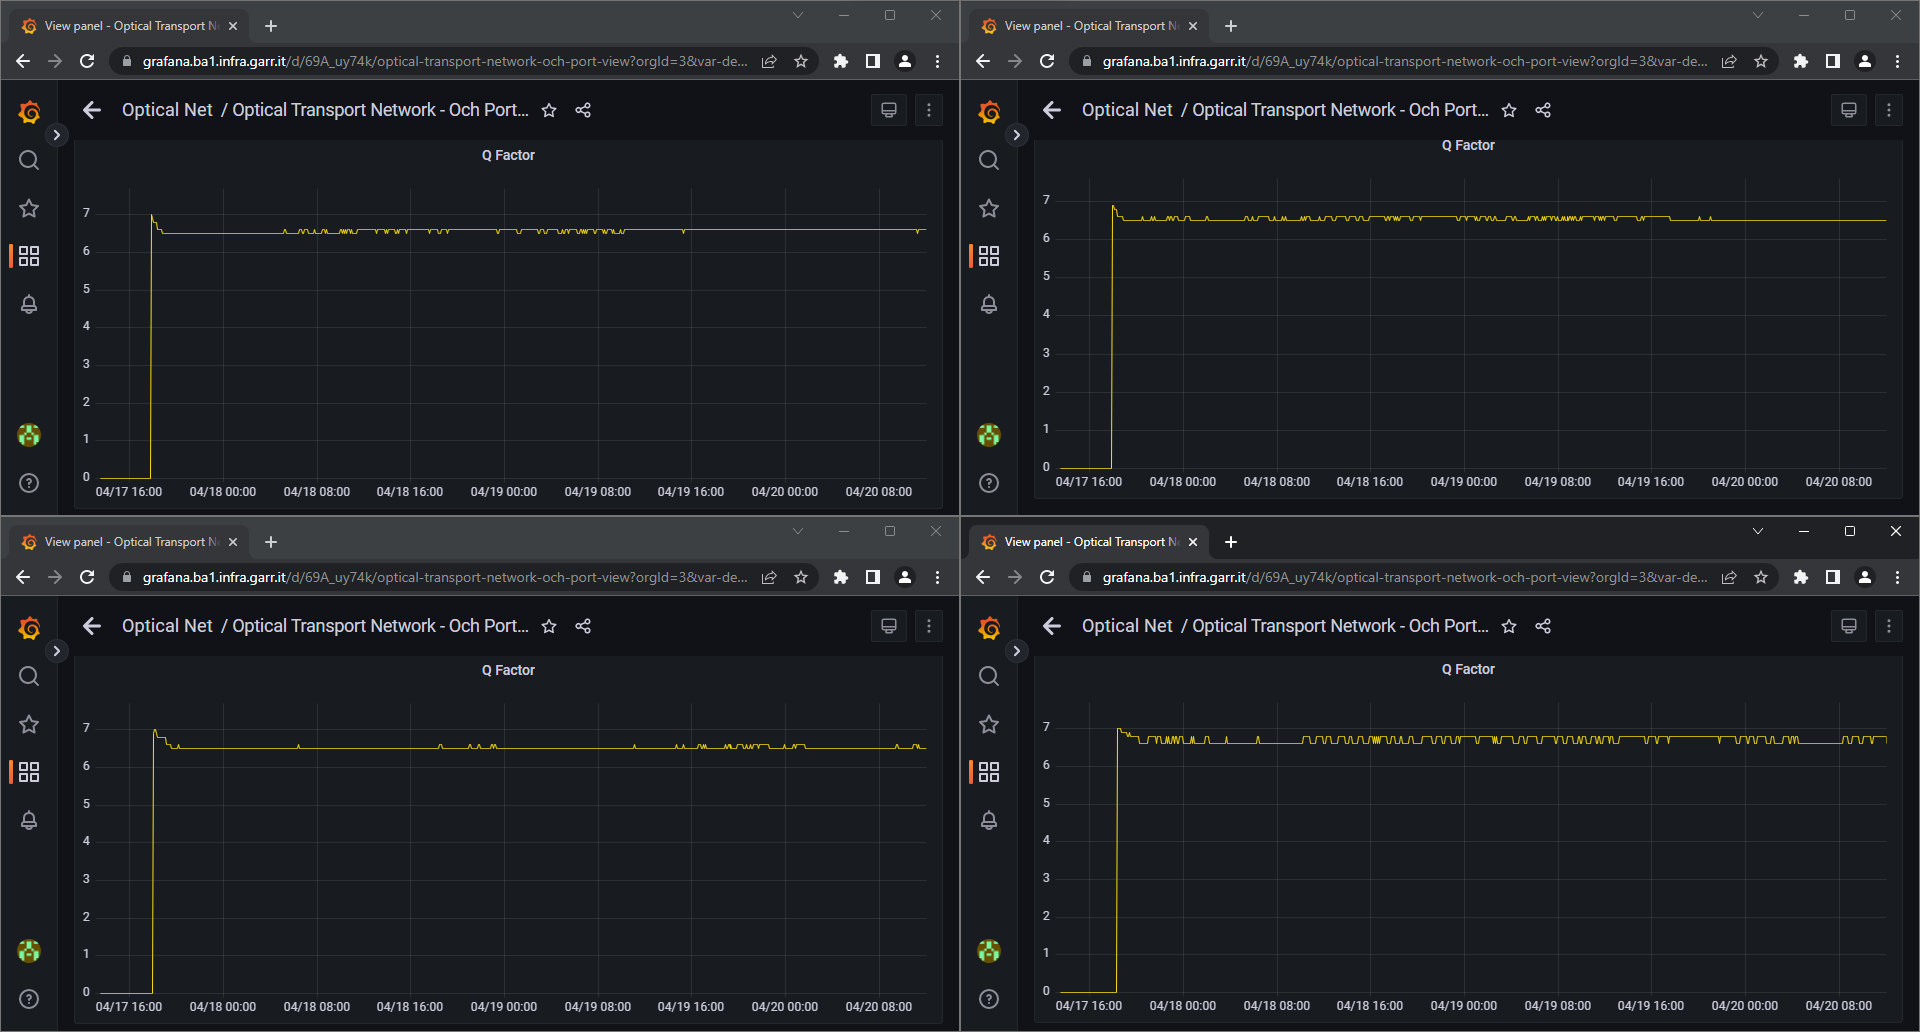 View panel - Optical Transport N
grafana.ba1.infra.garr.it/d/69A_uy74k/optical-transport-network-och-port-view?orgId=3&var-de...
Optical Net / Optical Transport Network - Och Port...
Q Factor
7
6
5
4
3
2
1
0
04/17 16:00 04/18 00:00 04/18 08:00 04/18 16:00 04/19 00:00 04/19 08:00 04/19 16:00 04/20 00:00 04/20 08:00
View panel - Optical Transport N
grafana.ba1.infra.garr.it/d/69A_uy74k/optical-transport-network-och-port-view?orgId=3&var-de...
Optical Net / Optical Transport Network - Och Port...
Q Factor
7
6
5
4
3
2
1
0
04/17 16:00 04/18 00:00 04/18 08:00 04/18 16:00 04/19 00:00 04/19 08:00 04/19 16:00 04/20 00:00 04/20 08:00
View panel - Optical Transport N
grafana.ba1.infra.garr.it/d/69A_uy74k/optical-transport-network-och-port-view?orgId=3&var-de...
Optical Net / Optical Transport Network - Och Port...
Q Factor
7
6
5
4
3
2
1
0
04/17 16:00 04/18 00:00 04/18 08:00 04/18 16:00 04/19 00:00 04/19 08:00 04/19 16:00 04/20 00:00 04/20 08:00
View panel - Optical Transport N
grafana.ba1.infra.garr.it/d/69A_uy74k/optical-transport-network-och-port-view?orgId=3&var-de...
Optical Net / Optical Transport Network - Och Port...
Q Factor
7
6
5
4
3
2
1
0
04/17 16:00 04/18 00:00 04/18 08:00 04/18 16:00 04/19 00:00 04/19 08:00 04/19 16:00 04/20 00:00 04/20 08:00